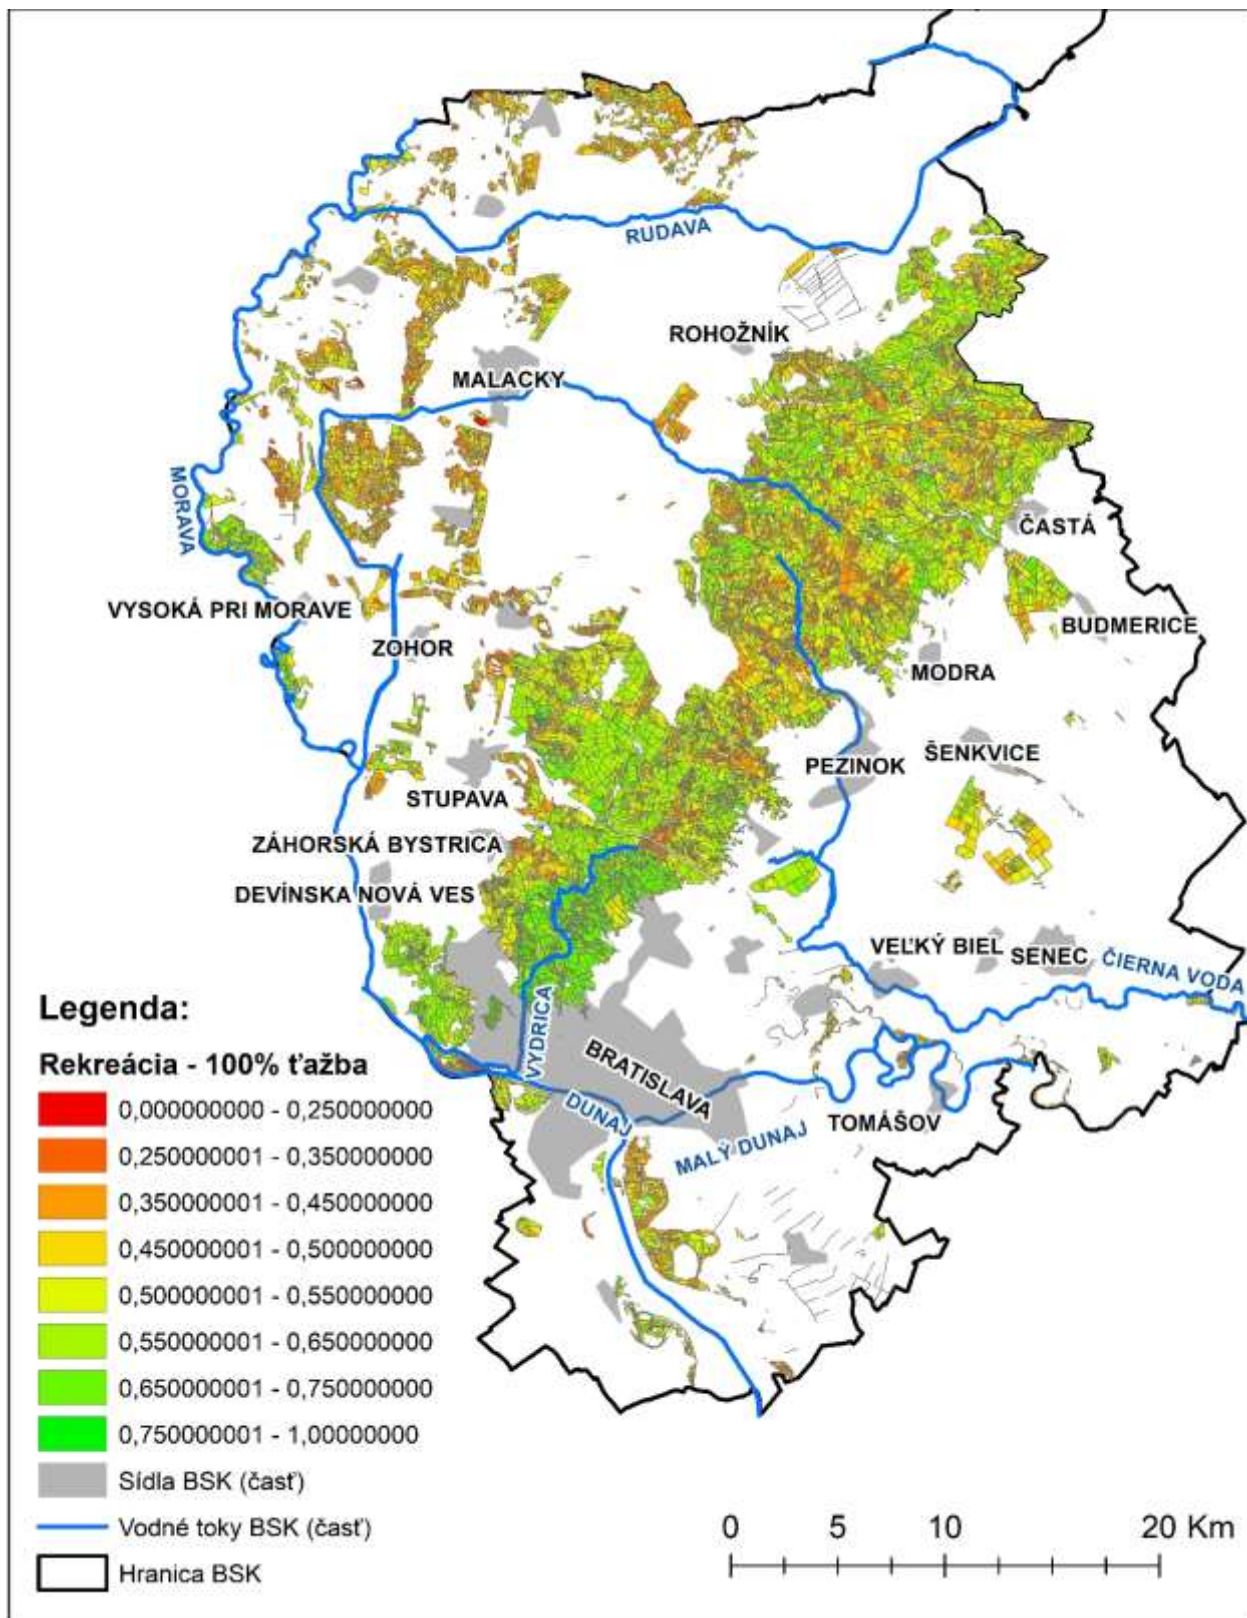 RUDAVA
ROHOŽNÍK
MALACKY
MORAVA
ČASTÁ
VYSOKÁ PRI MORAVE
BUDMERICE
ZOHOR
MODRA
ŠENKVICE
PEZINOK
STUPAVA
ZÁHORSKÁ BYSTRICA
DEVÍNSKA NOVÁ VES
VEĽKÝ BIEL
SENEC
ČIERNA VODA
VYDRICA
BRATISLAVA
DUNAJ
TOMÁŠOV
MALÝ DUNAJ
Legenda:
Rekreácia - 100% ťažba
0,000000000 - 0,250000000
0,250000001 - 0,350000000
0,350000001 - 0,450000000
0,450000001 - 0,500000000
0,500000001 - 0,550000000
0,550000001 - 0,650000000
0,650000001 - 0,750000000
0,750000001 - 1,00000000
Sídla BSK (časť)
Vodné toky BSK (časť)
Hranica BSK
0 5 10 20 Km